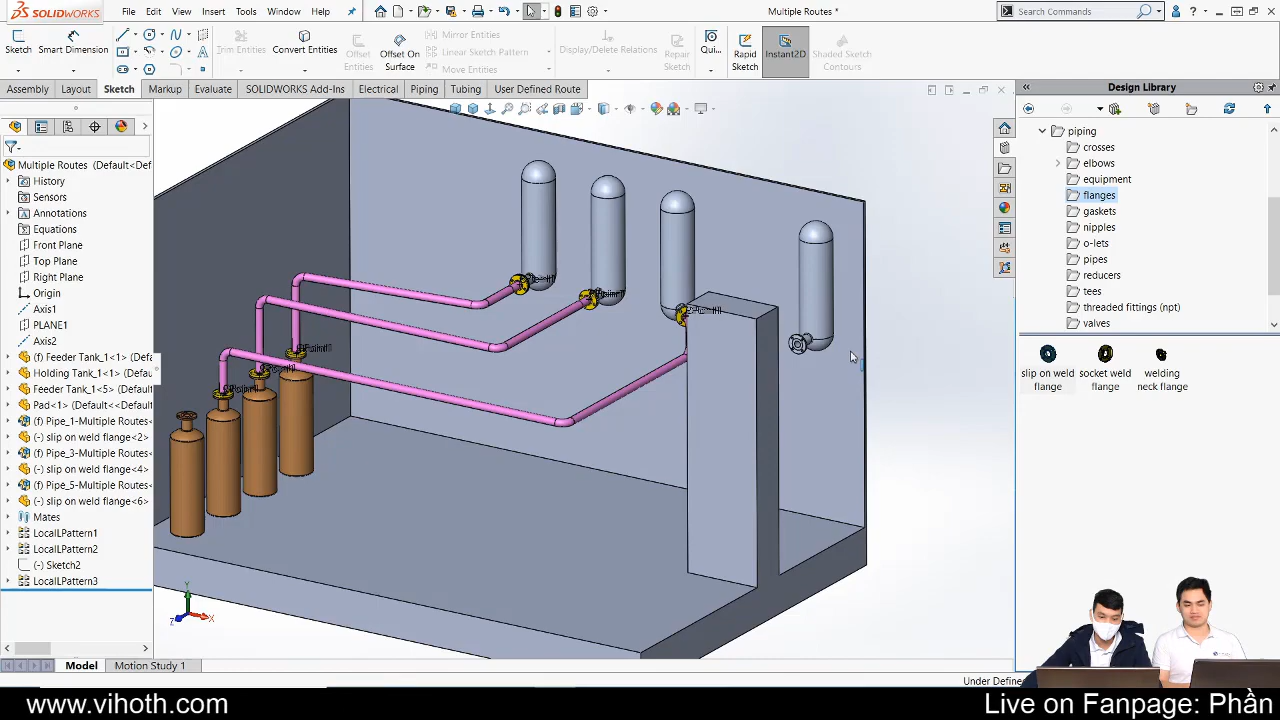 SOLIDWORKS
File
Edit
View
Insert
Tools
Window
Help
Multiple Routes *
Search Commands
Sketch
Smart Dimension
Trim Entities
Convert Entities
Offset Entities
Offset On Surface
Mirror Entities
Linear Sketch Pattern
Move Entities
Display/Delete Relations
Repair Sketch
Qui...
Rapid Sketch
Instant2D
Shaded Sketch Contours
Assembly
Layout
Sketch
Markup
Evaluate
SOLIDWORKS Add-Ins
Electrical
Piping
Tubing
User Defined Route
Multiple Routes (Default<Def
History
Sensors
Annotations
Equations
Front Plane
Top Plane
Right Plane
Origin
Axis1
PLANE1
Axis2
(f) Feeder Tank_1<1> (Defa
Holding Tank_1<1> (Default
Feeder Tank_1<5> (Default
Pad<1> (Default<<Default
(f) Pipe_1-Multiple Routes<
(-) slip on weld flange<2>
(f) Pipe_3-Multiple Routes<
(-) slip on weld flange<4>
(f) Pipe_5-Multiple Routes<
(-) slip on weld flange<6>
Mates
LocalLPattern1
LocalLPattern2
(-) Sketch2
LocalLPattern3
Y
X
Z
Model
Motion Study 1
Design Library
piping
crosses
elbows
equipment
flanges
gaskets
nipples
o-lets
pipes
reducers
tees
threaded fittings (npt)
valves
slip on weld flange
socket weld flange
welding neck flange
Under Define
www.vihoth.com
Live on Fanpage: Phần